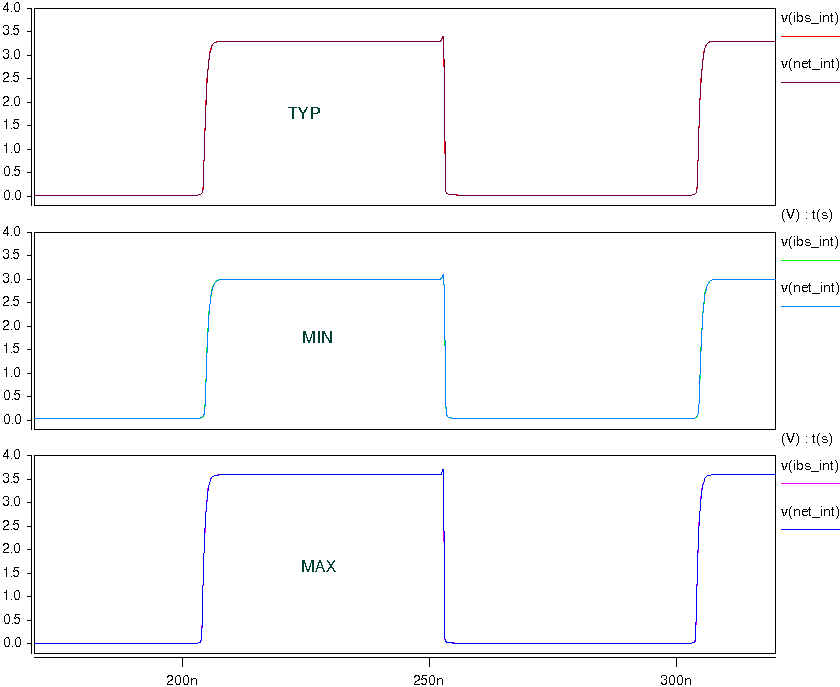 4.0
3.5
3.0
2.5
2.0
1.5
1.0
0.5
0.0
TYP
v(ibs_int)
v(net_int)
(V) : t(s)
4.0
3.5
3.0
2.5
2.0
1.5
1.0
0.5
0.0
MIN
v(ibs_int)
v(net_int)
(V) : t(s)
4.0
3.5
3.0
2.5
2.0
1.5
1.0
0.5
0.0
MAX
v(ibs_int)
v(net_int)
200n 250n 300n